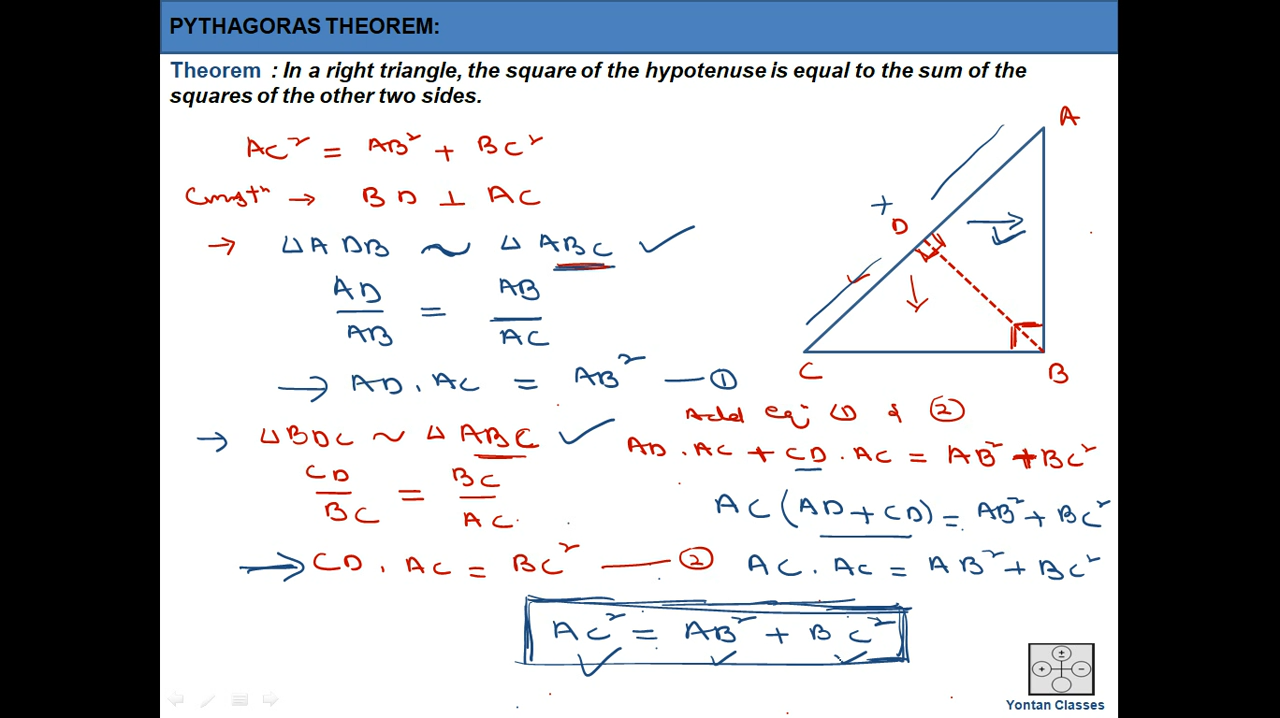 PYTHAGORAS THEOREM:
Theorem : In a right triangle, the square of the hypotenuse is equal to the sum of the
squares of the other two sides.
AC² = AB² + BC²
Constⁿ → BD ⊥ AC
→ △ADB ~ △ABC ✓
AD/AB = AB/AC
→ AD . AC = AB² — ①
→ △BDC ~ △ABC ✓
CD/BC = BC/AC
→ CD . AC = BC² — ②
A
+
D
C
B
Add eqⁿ ① & ②
AD . AC + CD . AC = AB² + BC²
AC (AD + CD) = AB² + BC²
AC . AC = AB² + BC²
AC² = AB² + BC²
Yontan Classes